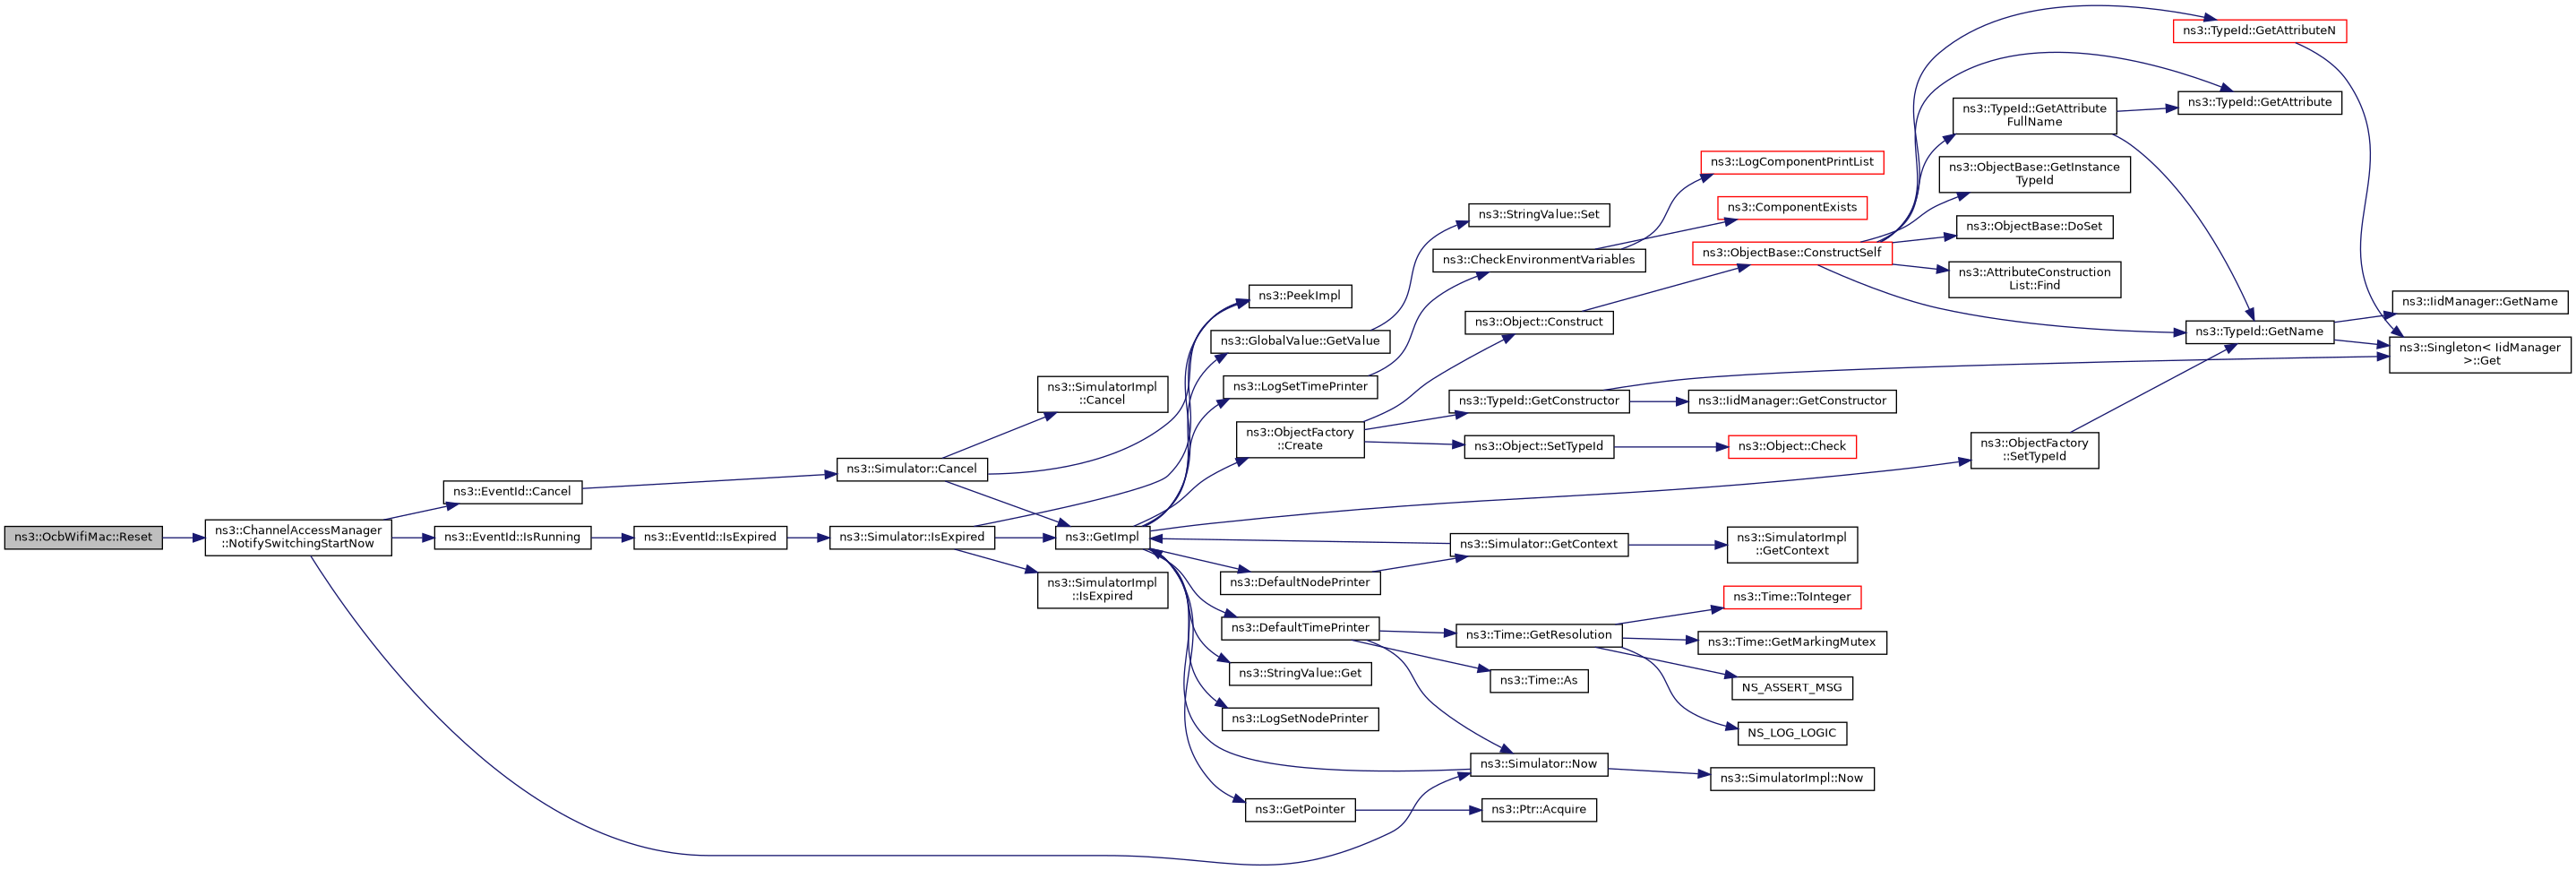 ns3::OcbWifiMac::Reset
ns3::ChannelAccessManager
::NotifySwitchingStartNow
ns3::EventId::Cancel
ns3::EventId::IsRunning
ns3::EventId::IsExpired
ns3::Simulator::Cancel
ns3::Simulator::IsExpired
ns3::SimulatorImpl
::Cancel
ns3::GetImpl
ns3::SimulatorImpl
::IsExpired
ns3::PeekImpl
ns3::GlobalValue::GetValue
ns3::LogSetTimePrinter
ns3::ObjectFactory
::Create
ns3::DefaultNodePrinter
ns3::DefaultTimePrinter
ns3::StringValue::Get
ns3::LogSetNodePrinter
ns3::GetPointer
ns3::StringValue::Set
ns3::CheckEnvironmentVariables
ns3::Object::Construct
ns3::TypeId::GetConstructor
ns3::Object::SetTypeId
ns3::Simulator::GetContext
ns3::Time::GetResolution
ns3::Time::As
ns3::Simulator::Now
ns3::Ptr::Acquire
ns3::LogComponentPrintList
ns3::ComponentExists
ns3::ObjectBase::ConstructSelf
ns3::IidManager::GetConstructor
ns3::Object::Check
ns3::SimulatorImpl
::GetContext
ns3::Time::ToInteger
ns3::Time::GetMarkingMutex
NS_ASSERT_MSG
NS_LOG_LOGIC
ns3::SimulatorImpl::Now
ns3::TypeId::GetAttribute
FullName
ns3::ObjectBase::GetInstance
TypeId
ns3::ObjectBase::DoSet
ns3::AttributeConstruction
List::Find
ns3::ObjectFactory
::SetTypeId
ns3::TypeId::GetAttributeN
ns3::TypeId::GetAttribute
ns3::TypeId::GetName
ns3::IidManager::GetName
ns3::Singleton< IidManager
>::Get